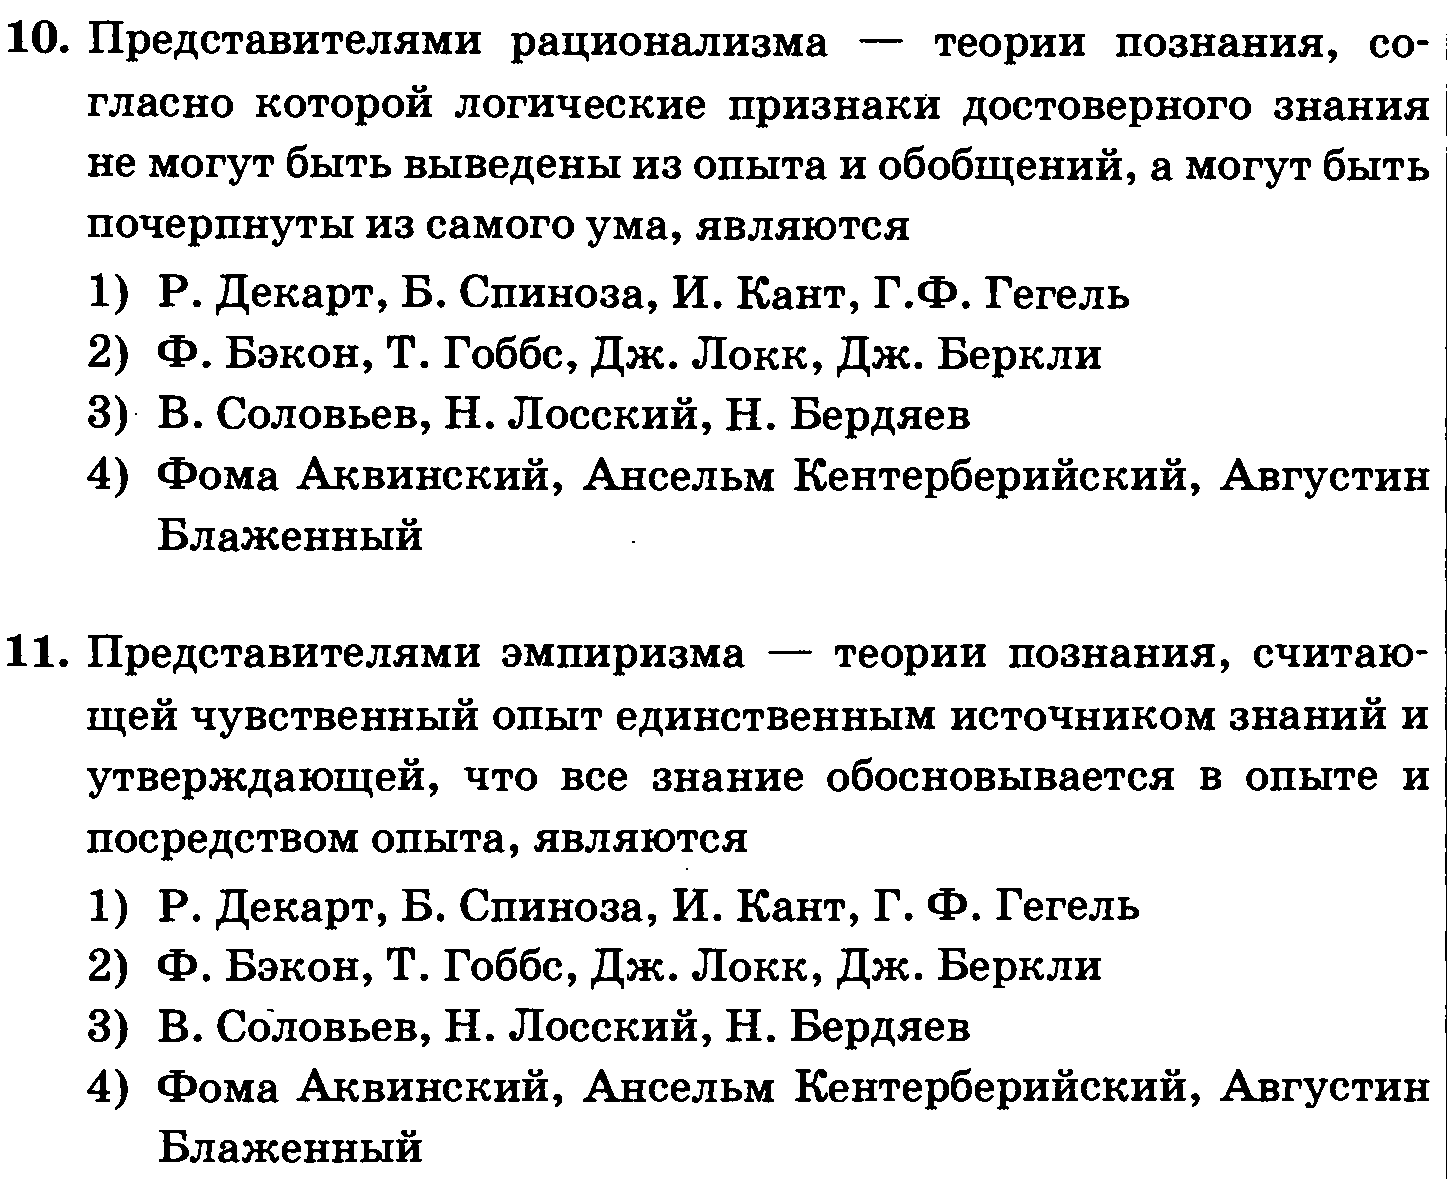 10. Представителями рационализма — теории познания, со-
гласно которой логические признаки достоверного знания
не могут быть выведены из опыта и обобщений, а могут быть
почерпнуты из самого ума, являются
1) Р. Декарт, Б. Спиноза, И. Кант, Г.Ф. Гегель
2) Ф. Бэкон, Т. Гоббс, Дж. Локк, Дж. Беркли
3) В. Соловьев, Н. Лосский, Н. Бердяев
4) Фома Аквинский, Ансельм Кентерберийский, Августин
Блаженный
11. Представителями эмпиризма — теории познания, считаю-
щей чувственный опыт единственным источником знаний и
утверждающей, что все знание обосновывается в опыте и
посредством опыта, являются
1) Р. Декарт, Б. Спиноза, И. Кант, Г. Ф. Гегель
2) Ф. Бэкон, Т. Гоббс, Дж. Локк, Дж. Беркли
3) В. Соловьев, Н. Лосский, Н. Бердяев
4) Фома Аквинский, Ансельм Кентерберийский, Августин
Блаженный